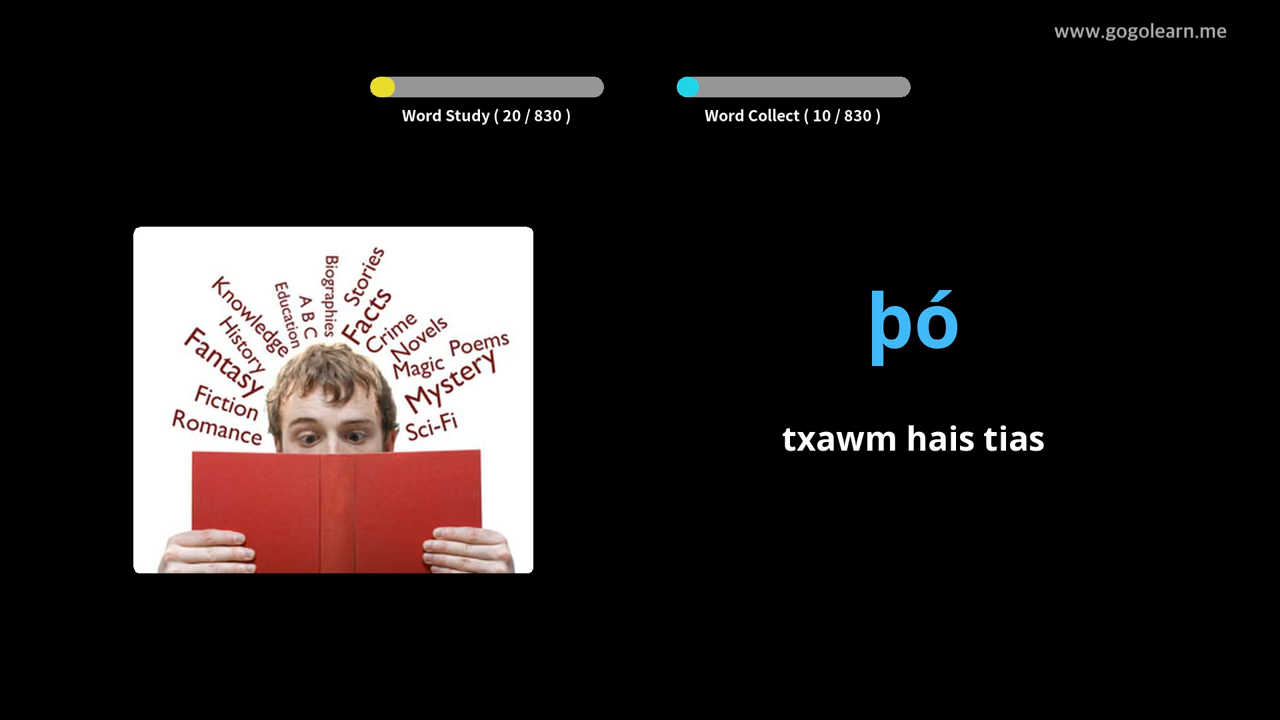 www.gogolearn.me
Word Study ( 20 / 830 )
Word Collect ( 10 / 830 )
Biographies
Stories
Education
A B C
Facts
Knowledge
Crime
History
Novels
Fantasy
Magic
Poems
Mystery
Fiction
Romance
Sci-Fi
þó
txawm hais tias